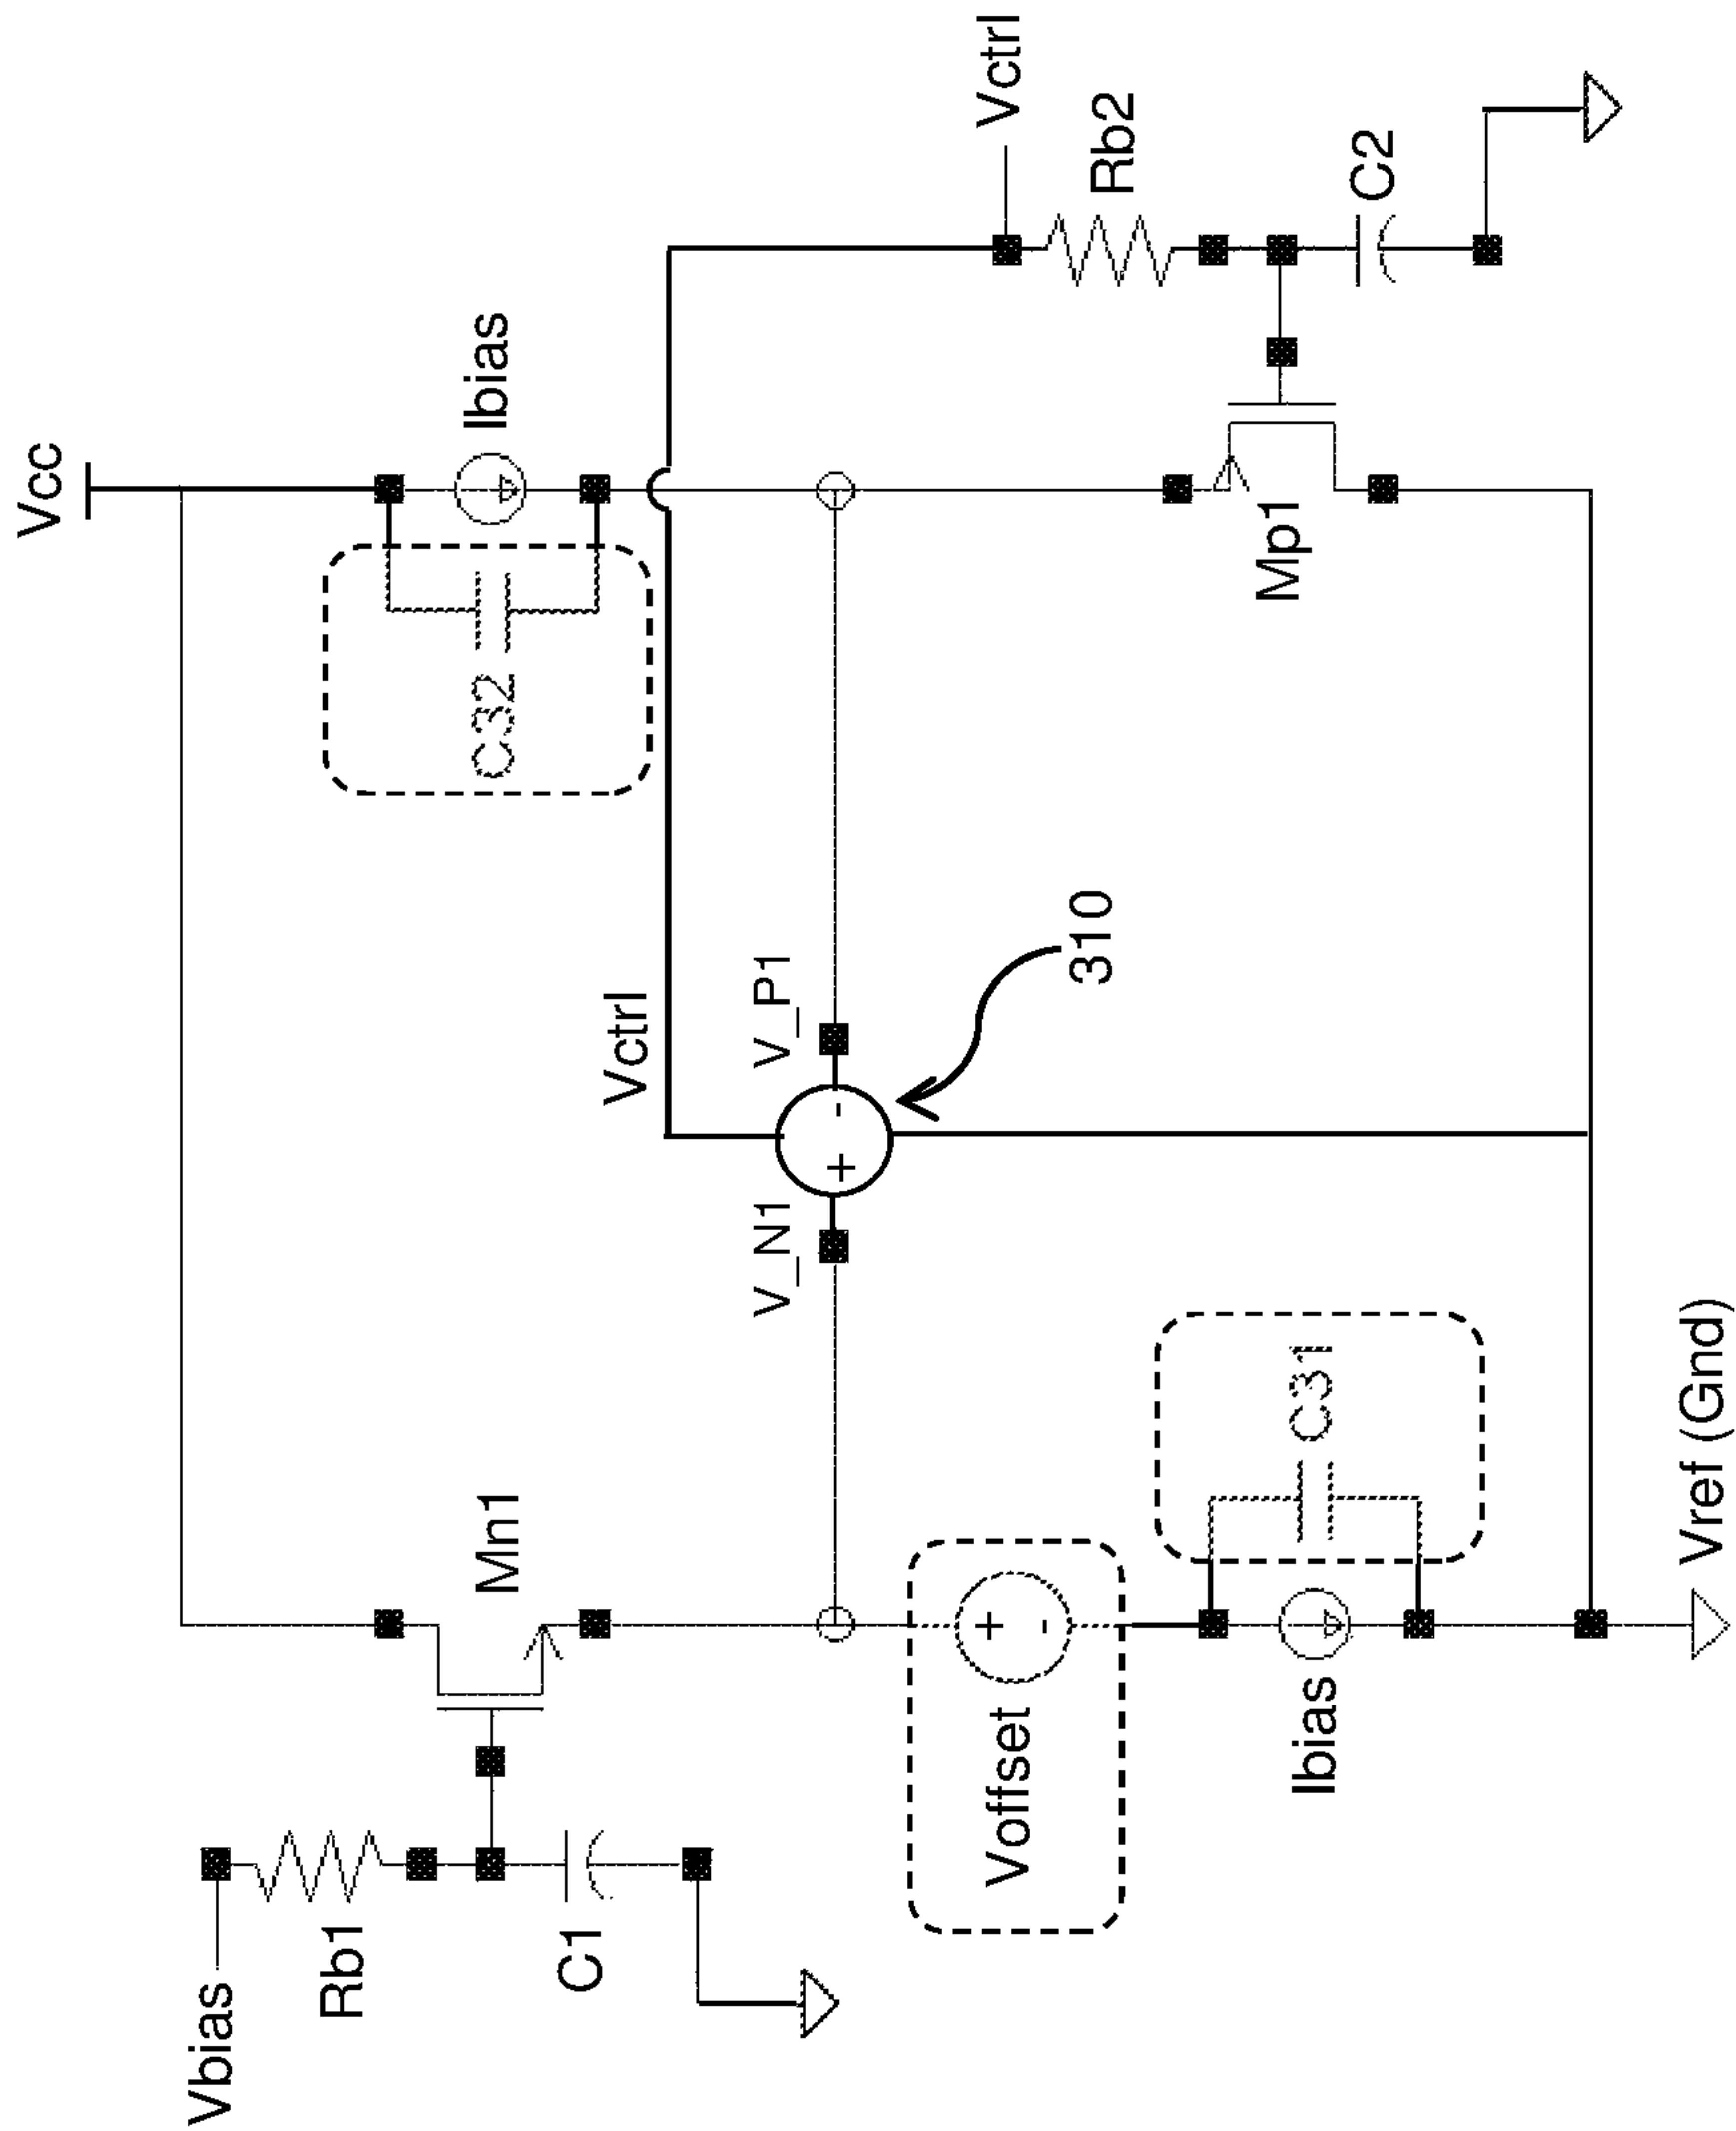 Vcc
Ibias
C32
Vctrl
Rb2
C2
Mp1
Vctrl
V_P1
V_N1
+ -
310
Mn1
Vbias
Rb1
C1
Voffset
+
-
C31
Ibias
Vref (Gnd)